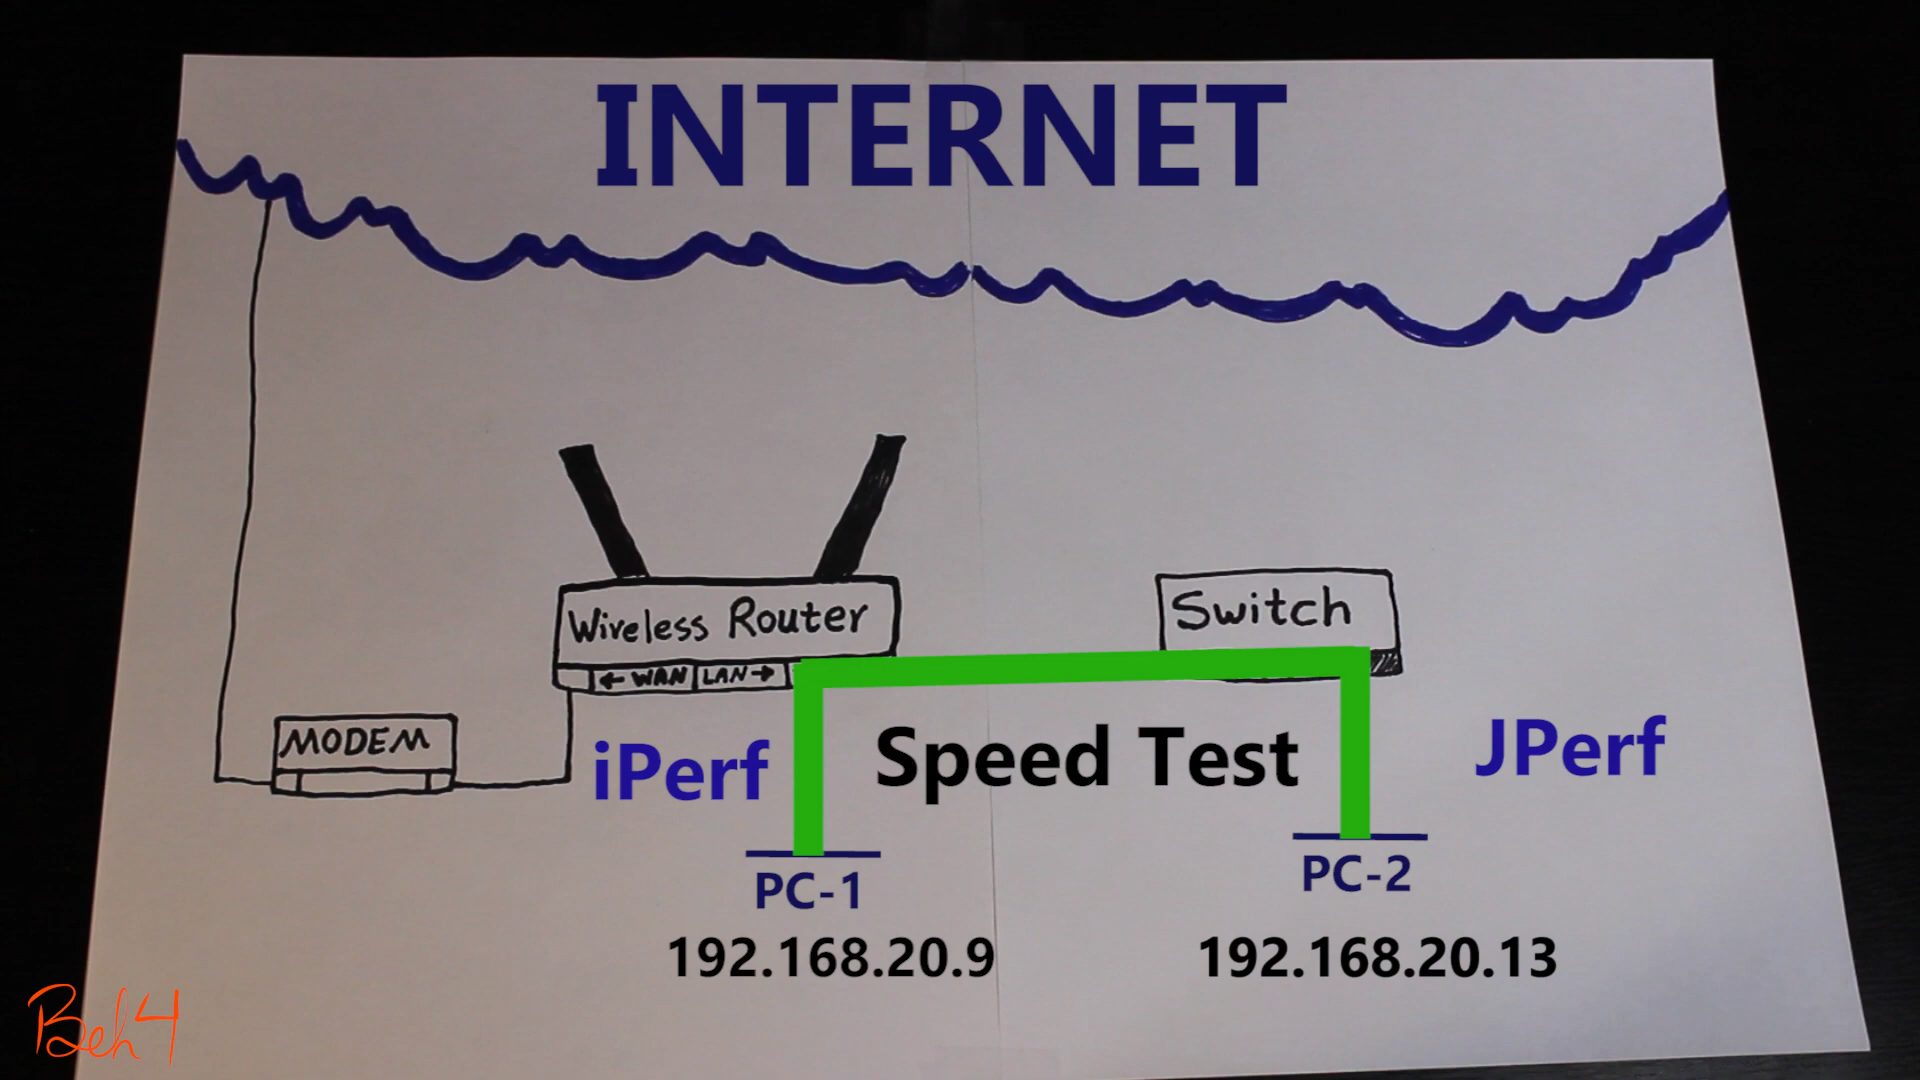 INTERNET
Wireless Router
← WAN LAN →
Switch
MODEM
iPerf
Speed Test
JPerf
PC-1
PC-2
192.168.20.9
192.168.20.13
Beh4